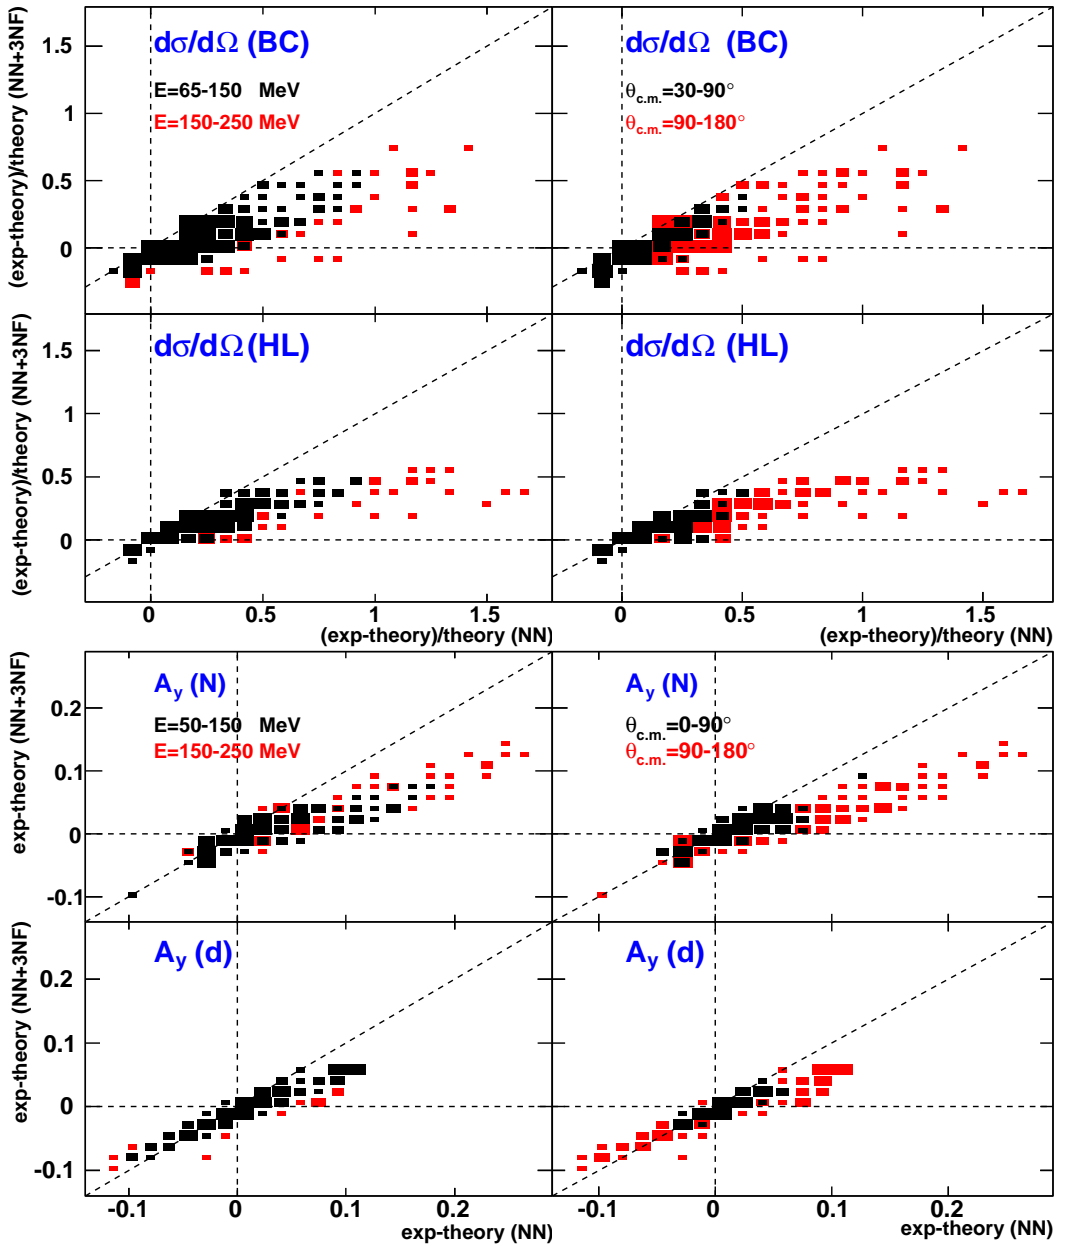 dσ/dΩ (BC)
E=65-150 MeV
E=150-250 MeV
dσ/dΩ (BC)
θc.m.=30-90°
θc.m.=90-180°
1.5
1
0.5
0
(exp-theory)/theory (NN+3NF)
dσ/dΩ (HL)
dσ/dΩ (HL)
1.5
1
0.5
0
(exp-theory)/theory (NN+3NF)
0 0.5 1 1.5
0 0.5 1 1.5
(exp-theory)/theory (NN)
(exp-theory)/theory (NN)
Ay (N)
E=50-150 MeV
E=150-250 MeV
Ay (N)
θc.m.=0-90°
θc.m.=90-180°
0.2
0.1
0
-0.1
exp-theory (NN+3NF)
Ay (d)
Ay (d)
0.2
0.1
0
-0.1
exp-theory (NN+3NF)
-0.1 0 0.1 0.2
-0.1 0 0.1 0.2
exp-theory (NN)
exp-theory (NN)